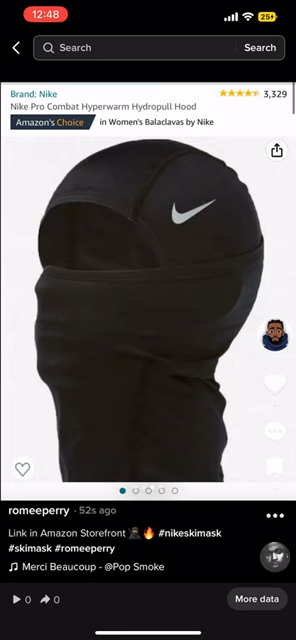 12:48
25
Search
Search
Brand: Nike
3,329
Nike Pro Combat Hyperwarm Hydropull Hood
Amazon's Choice
in Women's Balaclavas by Nike
romeeperry · 52s ago
Link in Amazon Storefront 🥷🏿🔥 #nikeskimask
#skimask #romeeperry
Merci Beaucoup - @Pop Smoke
0
0
More data